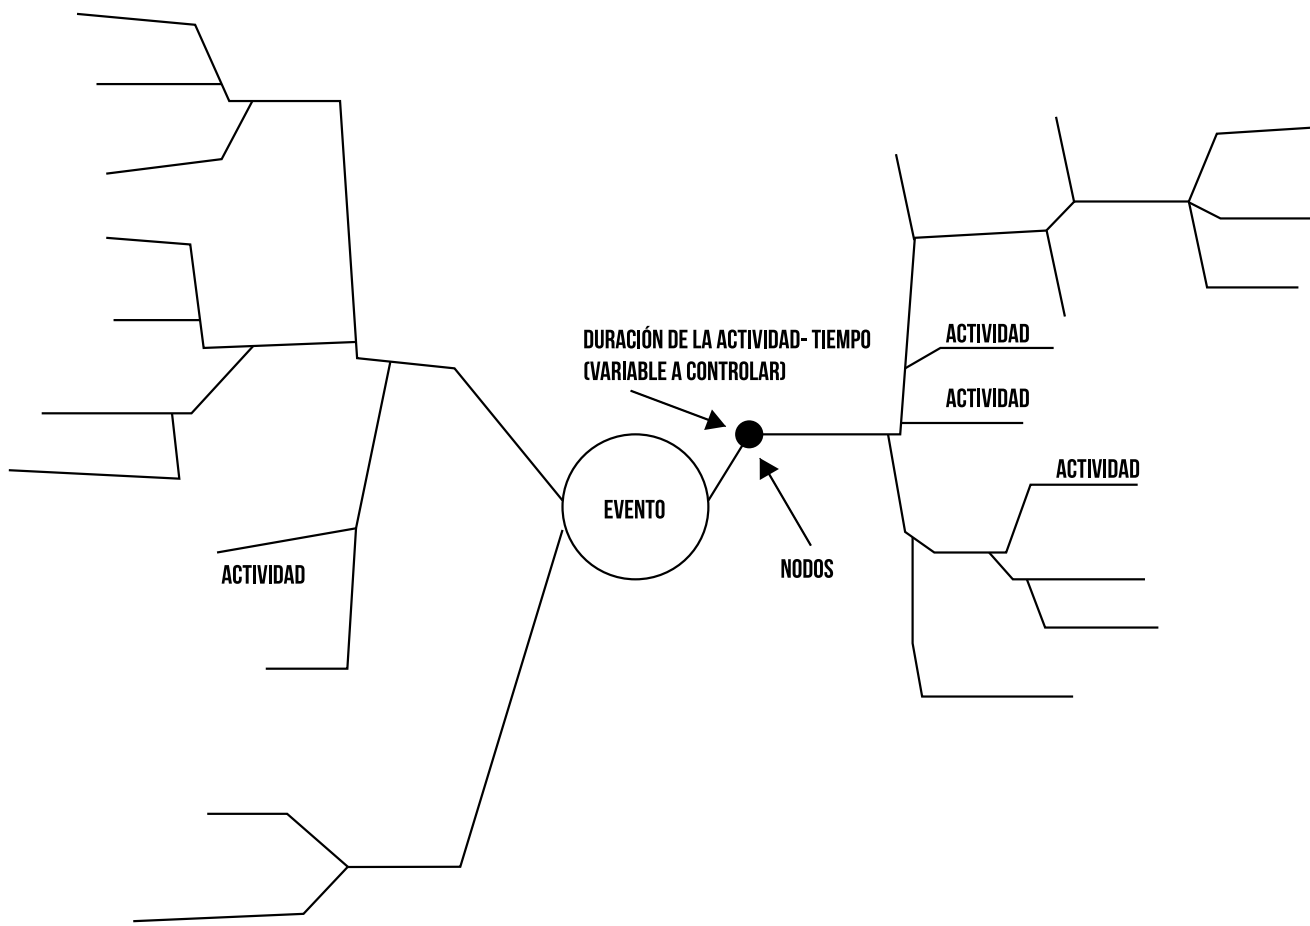 DURACIÓN DE LA ACTIVIDAD- TIEMPO
(VARIABLE A CONTROLAR)
ACTIVIDAD
ACTIVIDAD
ACTIVIDAD
EVENTO
NODOS
ACTIVIDAD